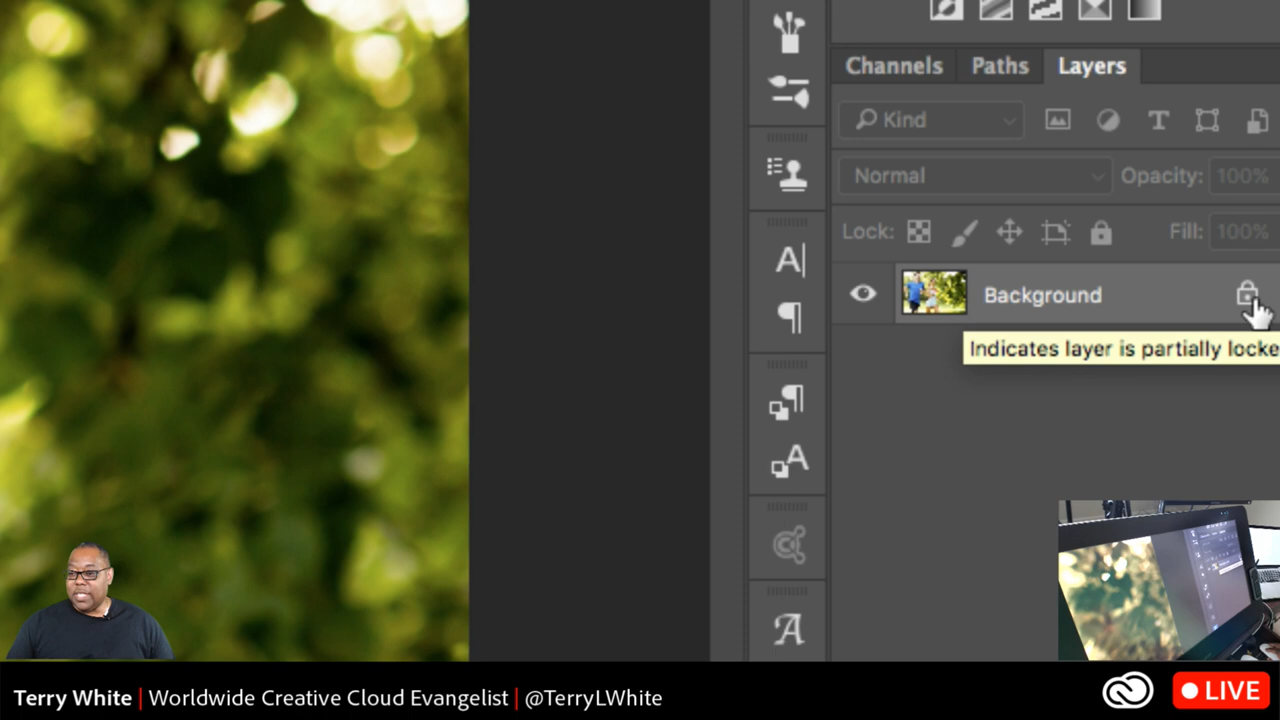 Channels Paths Layers
Kind
Normal Opacity: 100%
Lock: Fill: 100%
Background
Indicates layer is partially locke
Terry White | Worldwide Creative Cloud Evangelist | @TerryLWhite
LIVE